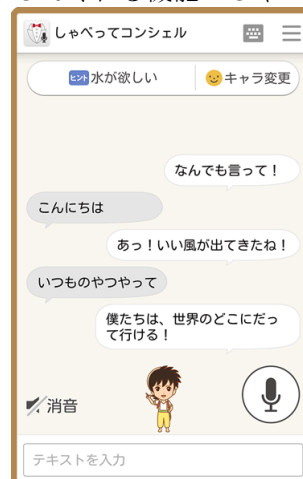 しゃべってコンシェル
ヒント 水が欲しい
キャラ変更
なんでも言って！
こんにちは
あっ！いい風が出てきたね！
いつものやつやって
僕たちは、世界のどこにだっ
て行ける！
消音
テキストを入力